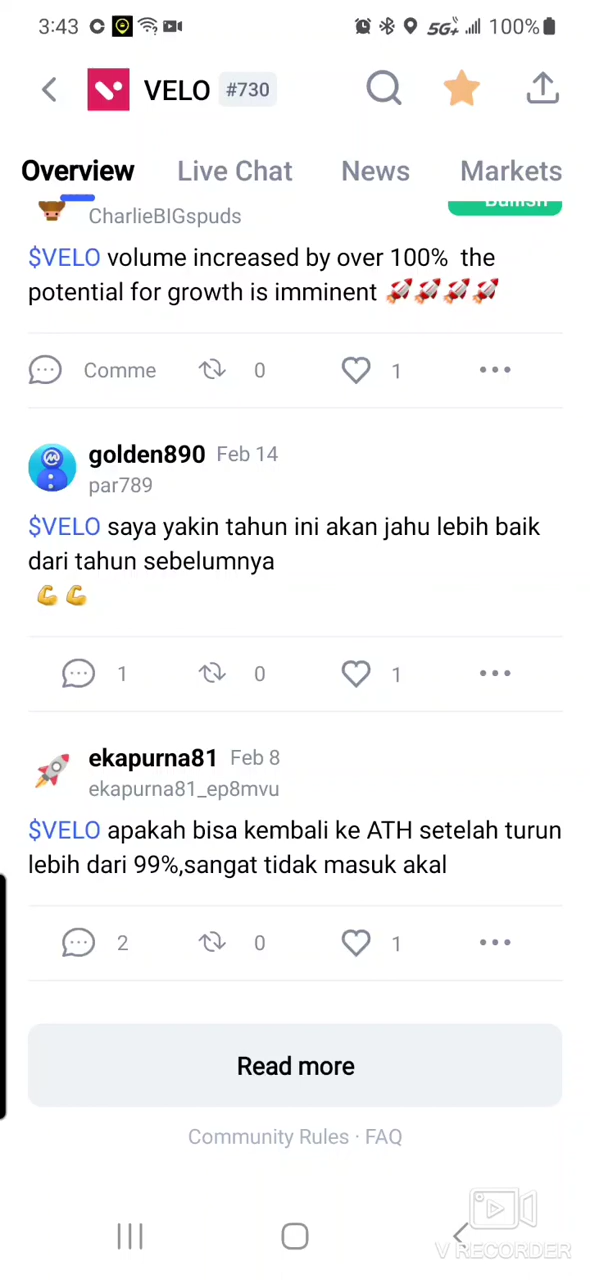 3:43 5G+ 100%
VELO #730
Overview Live Chat News Markets
CharlieBIGspuds Bullish
$VELO volume increased by over 100% the
potential for growth is imminent 🚀🚀🚀🚀
Comme 0 1
golden890 Feb 14
par789
$VELO saya yakin tahun ini akan jahu lebih baik
dari tahun sebelumnya
💪💪
1 0 1
ekapurna81 Feb 8
ekapurna81_ep8mvu
$VELO apakah bisa kembali ke ATH setelah turun
lebih dari 99%,sangat tidak masuk akal
2 0 1
Read more
Community Rules · FAQ
V RECORDER